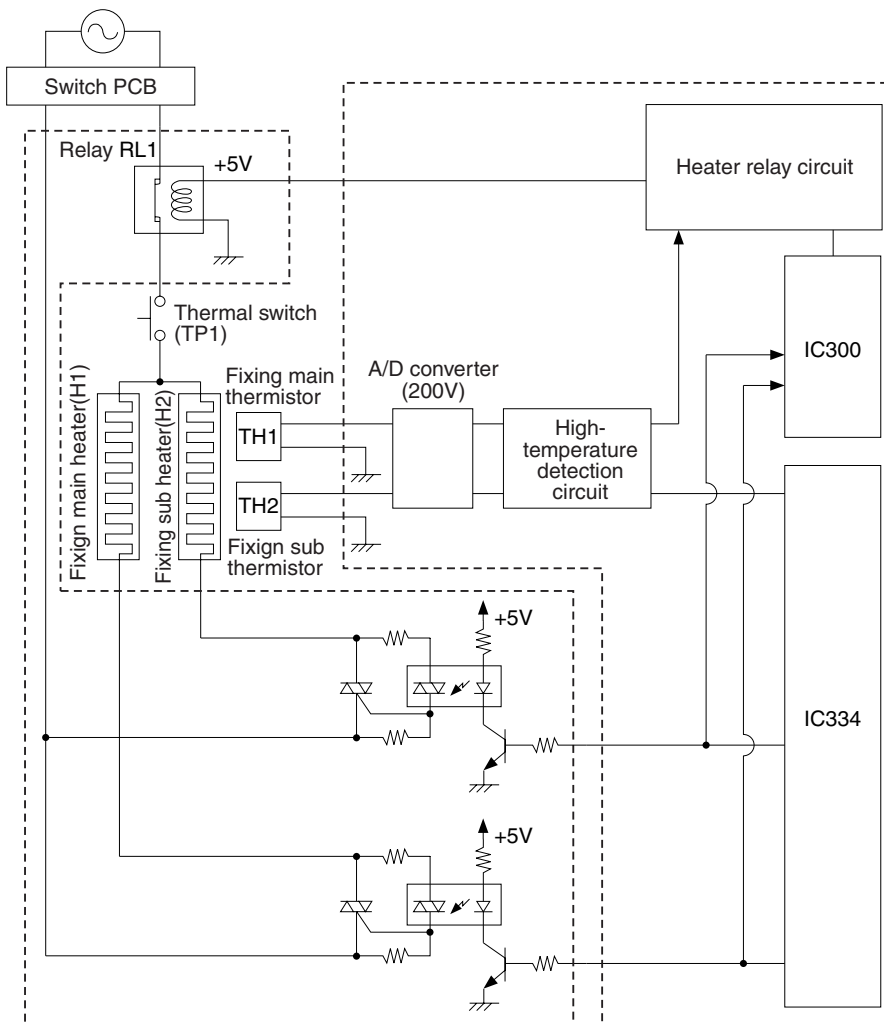 Switch PCB
Relay RL1
+5V
Heater relay circuit
Thermal switch
(TP1)
IC300
Fixign main heater(H1)
Fixing sub heater(H2)
Fixing main
thermistor
A/D converter
(200V)
TH1
High-
temperature
detection
circuit
TH2
Fixign sub
thermistor
+5V
IC334
+5V